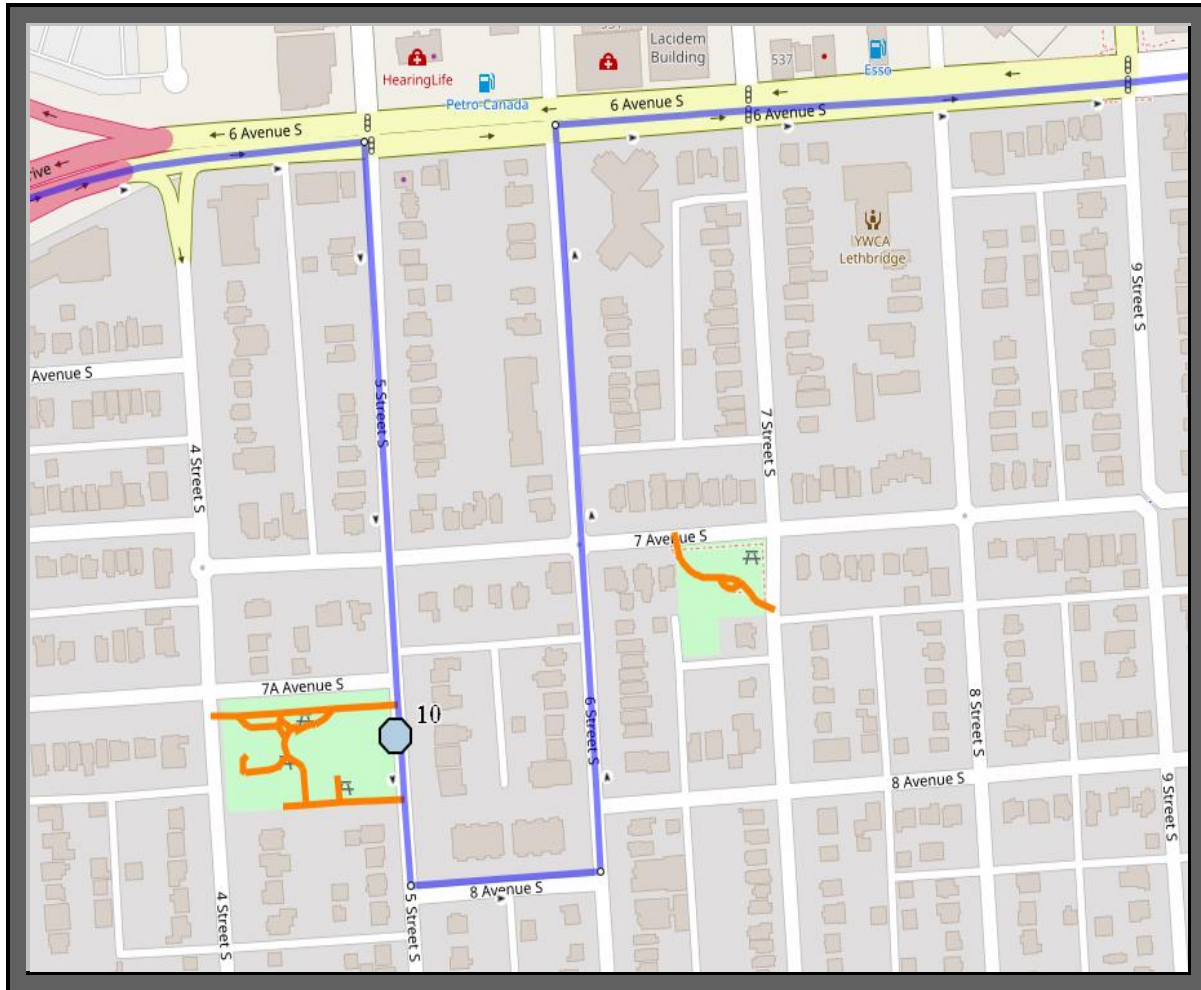 Lacidem
Building
537
HearingLife
Esso
Petro-Canada
6 Avenue S
6 Avenue S
6 Avenue S
rive
YWCA
Lethbridge
9 Street S
Avenue S
5 Street S
7 Street S
4 Street S
7 Avenue S
7A Avenue S
10
6 Street S
8 Street S
8 Avenue S
9 Street S
8 Avenue S
4 Street S
5 Street S